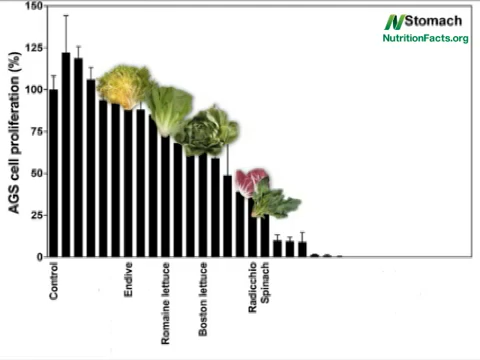 150
Stomach
NutritionFacts.org
125
100
75
50
25
0
AGS cell proliferation (%)
Control
Endive
Romaine lettuce
Boston lettuce
Radicchio
Spinach